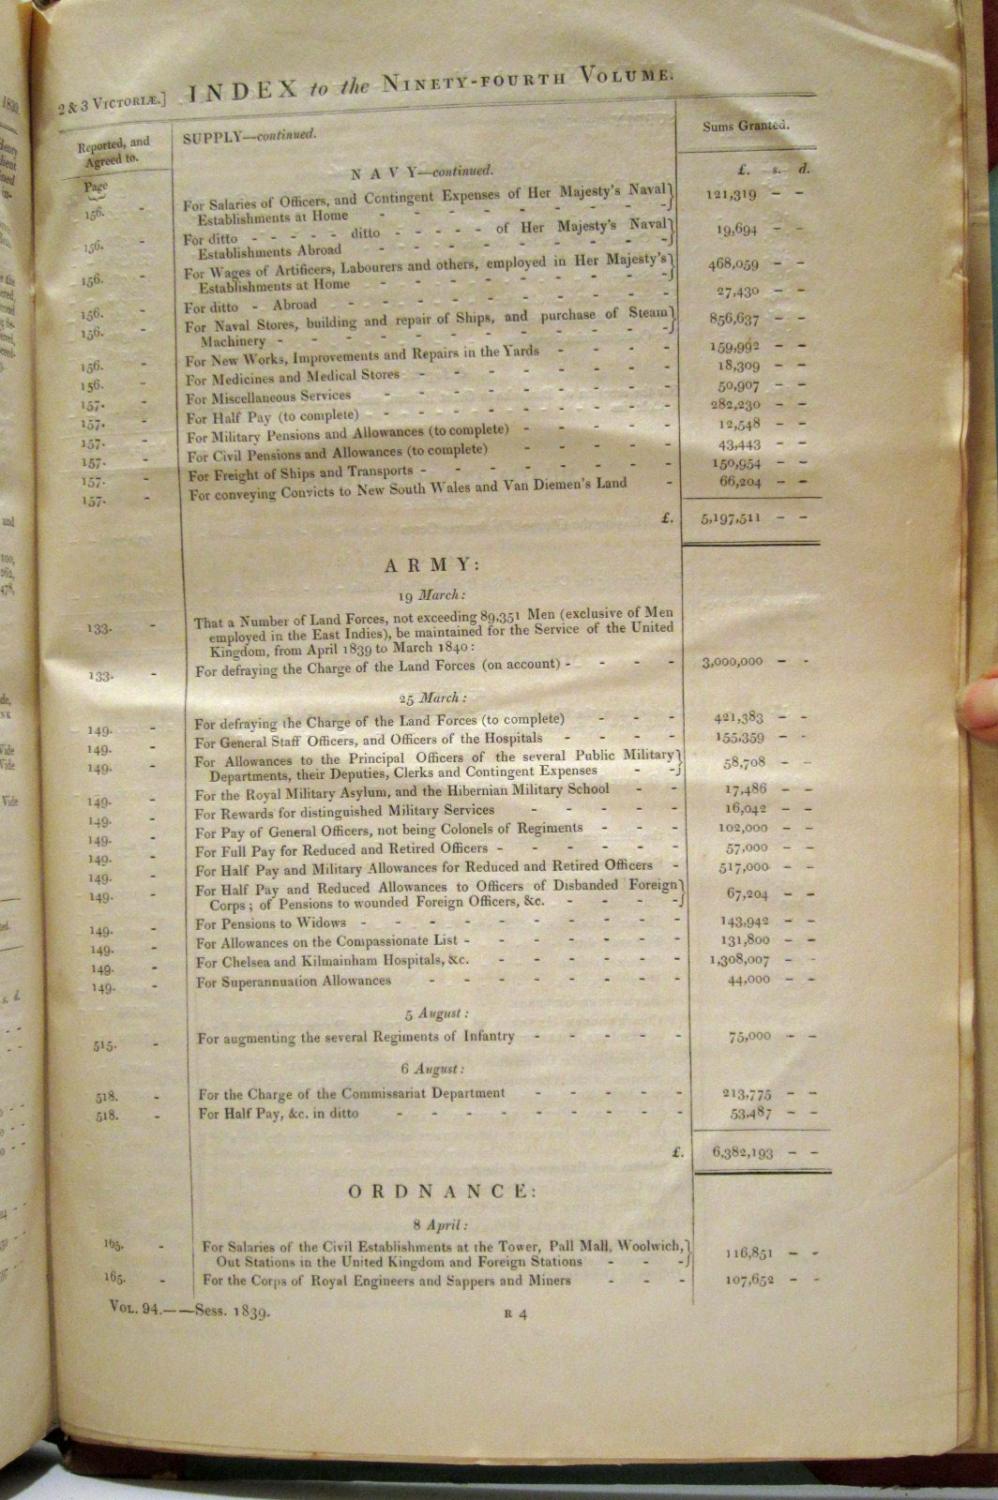 2 & 3 VICTORIÆ.] INDEX to the NINETY-FOURTH VOLUME.
Reported, and Agreed to. SUPPLY—continued. Sums Granted.
Page NAVY—continued. £. s. d.
156. - For Salaries of Officers, and Contingent Expenses of Her Majesty's Naval} 121,319 - -
Establishments at Home - - - - - - - -}
156. - For ditto - - - - - ditto - - - - - of Her Majesty's Naval} 19,694 - -
Establishments Abroad - - - - - - - -}
156. - For Wages of Artificers, Labourers and others, employed in Her Majesty's} 468,059 - -
Establishments at Home - - - - - - - -}
156. - For ditto - Abroad - - - - - - - - - 27,430 - -
156. - For Naval Stores, building and repair of Ships, and purchase of Steam} 856,637 - -
Machinery - - - - - - - - - -
156. - For New Works, Improvements and Repairs in the Yards - - - - 159,992 - -
156. - For Medicines and Medical Stores - - - - - - - 18,309 - -
157. - For Miscellaneous Services - - - - - - - - 50,907 - -
157. - For Half Pay (to complete) - - - - - - - - - 282,230 - -
157. - For Military Pensions and Allowances (to complete) - - - - - 12,548 - -
157. - For Civil Pensions and Allowances (to complete) - - - - - 43,443 - -
157. - For Freight of Ships and Transports - - - - - - - - 150,954 - -
157. - For conveying Convicts to New South Wales and Van Diemen's Land - 66,204 - -
£. 5,197,511 - -
ARMY:
19 March:
133. - That a Number of Land Forces, not exceeding 89,351 Men (exclusive of Men
employed in the East Indies), be maintained for the Service of the United
Kingdom, from April 1839 to March 1840:
133. - For defraying the Charge of the Land Forces (on account) - - - - 3,000,000 - -
25 March:
149. - For defraying the Charge of the Land Forces (to complete) - - - 421,383 - -
149. - For General Staff Officers, and Officers of the Hospitals - - - - 155,359 - -
149. - For Allowances to the Principal Officers of the several Public Military} 58,708 - -
Departments, their Deputies, Clerks and Contingent Expenses - -}
149. - For the Royal Military Asylum, and the Hibernian Military School - - 17,486 - -
149. - For Rewards for distinguished Military Services - - - - - 16,042 - -
149. - For Pay of General Officers, not being Colonels of Regiments - - - 102,000 - -
149. - For Full Pay for Reduced and Retired Officers - - - - - - 57,000 - -
149. - For Half Pay and Military Allowances for Reduced and Retired Officers - 517,000 - -
149. - For Half Pay and Reduced Allowances to Officers of Disbanded Foreign} 67,204 - -
Corps; of Pensions to wounded Foreign Officers, &c. - - - -}
149. - For Pensions to Widows - - - - - - - - - - 143,942 - -
149. - For Allowances on the Compassionate List - - - - - - - 131,800 - -
149. - For Chelsea and Kilmainham Hospitals, &c. - - - - - - 1,308,007 - -
149. - For Superannuation Allowances - - - - - - - - 44,000 - -
5 August:
515. - For augmenting the several Regiments of Infantry - - - - - 75,000 - -
6 August:
518. - For the Charge of the Commissariat Department - - - - - 213,775 - -
518. - For Half Pay, &c. in ditto - - - - - - - - - 53,487 - -
£. 6,382,193 - -
ORDNANCE:
8 April:
165. - For Salaries of the Civil Establishments at the Tower, Pall Mall, Woolwich,} 116,851 - -
Out Stations in the United Kingdom and Foreign Stations - - -}
165. - For the Corps of Royal Engineers and Sappers and Miners - - - 107,652 - -
VOL. 94.——Sess. 1839. R 4